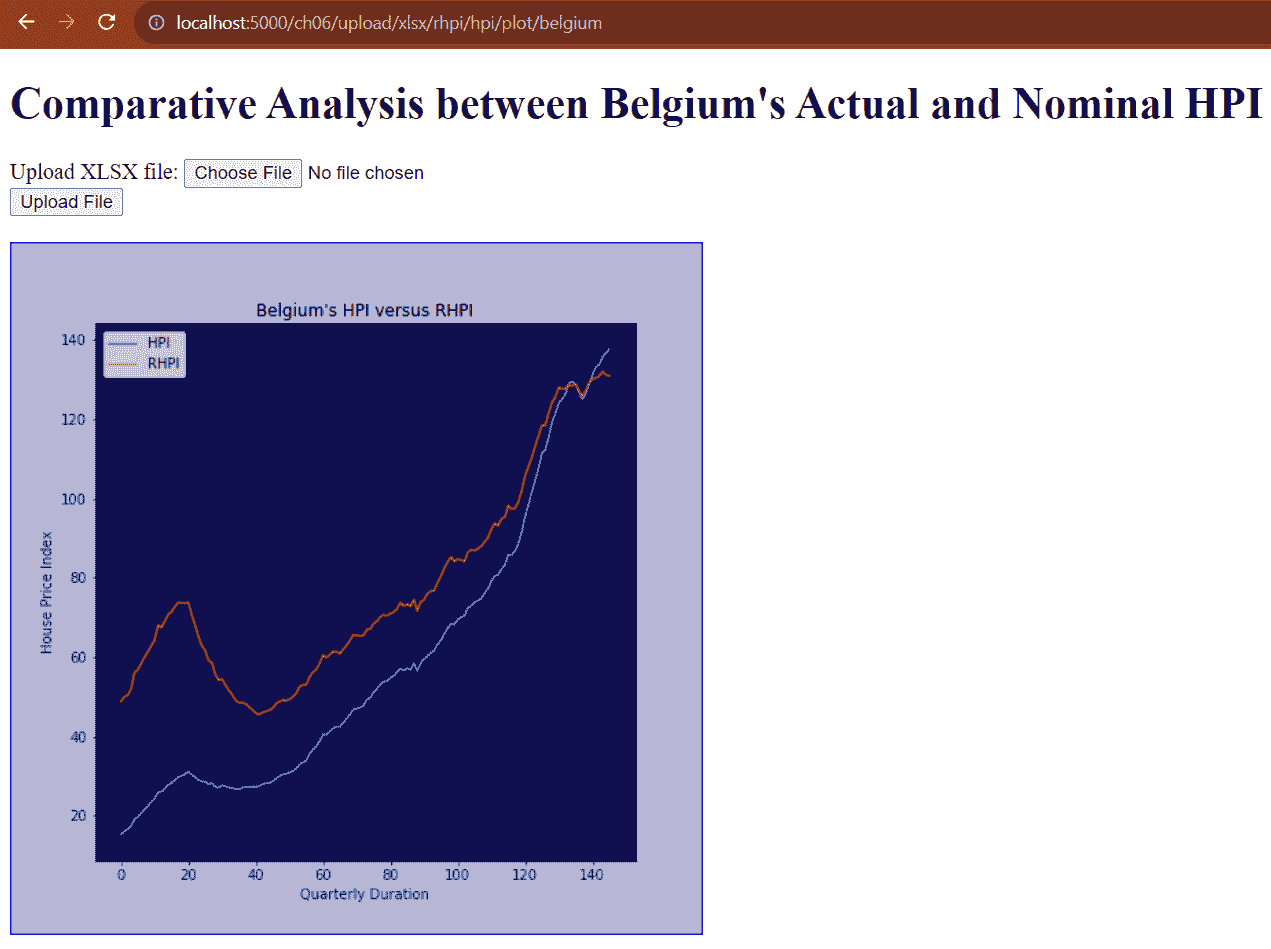 localhost:5000/ch06/upload/xlsx/rhpi/hpi/plot/belgium
Comparative Analysis between Belgium's Actual and Nominal HPI
Upload XLSX file: Choose File No file chosen
Upload File
Belgium's HPI versus RHPI
HPI
RHPI
House Price Index
140
120
100
80
60
40
20
0 20 40 60 80 100 120 140
Quarterly Duration